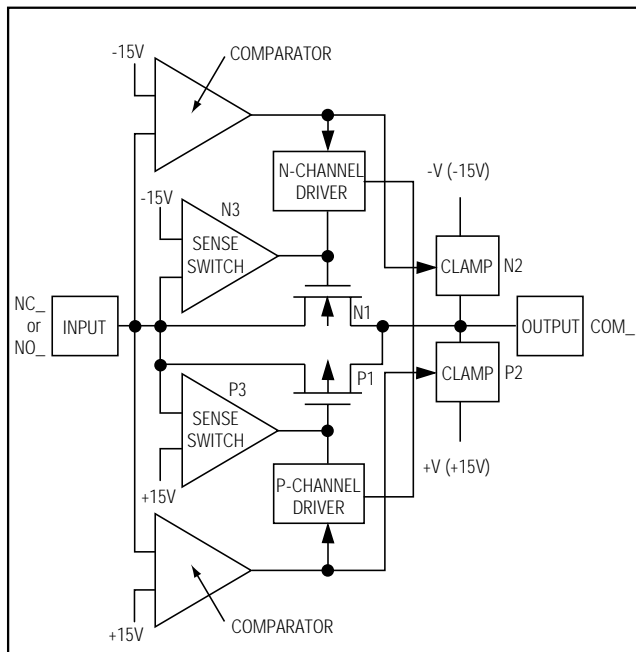 -15V
COMPARATOR
N-CHANNEL
DRIVER
-V (-15V)
-15V
N3
SENSE
SWITCH
CLAMP
N2
NC_
or
NO_
INPUT
N1
OUTPUT
COM_
P1
P3
SENSE
SWITCH
CLAMP
P2
+15V
P-CHANNEL
DRIVER
+V (+15V)
+15V
COMPARATOR